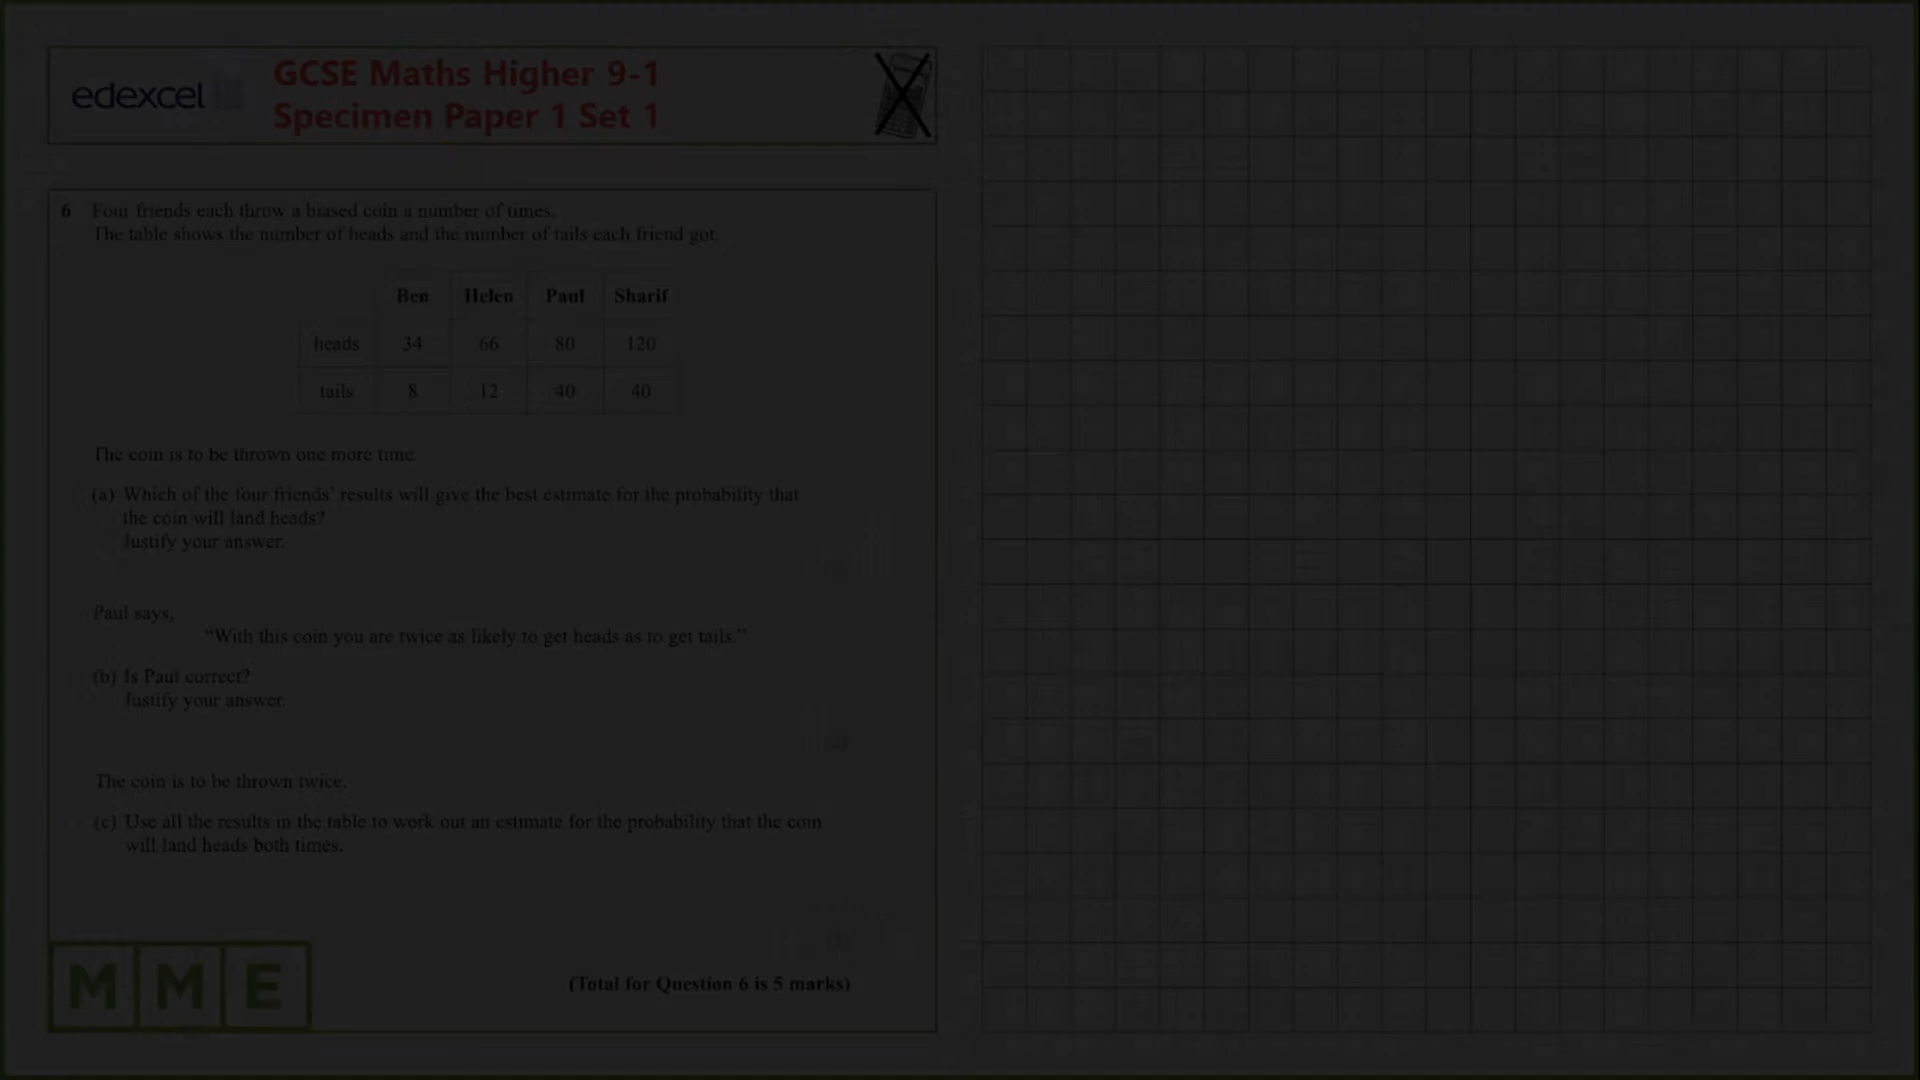 edexcel
GCSE Maths Higher 9-1
Specimen Paper 1 Set 1
6 Four friends each throw a biased coin a number of times.
The table shows the number of heads and the number of tails each friend got.
Ben Helen Paul Sharif
heads 34 66 80 120
tails 8 12 40 40
The coin is to be thrown one more time.
(a) Which of the four friends' results will give the best estimate for the probability that
the coin will land heads?
Justify your answer.
Paul says,
"With this coin you are twice as likely to get heads as to get tails."
(b) Is Paul correct?
Justify your answer.
(2)
The coin is to be thrown twice.
(c) Use all the results in the table to work out an estimate for the probability that the coin
will land heads both times.
(Total for Question 6 is 5 marks)
MME